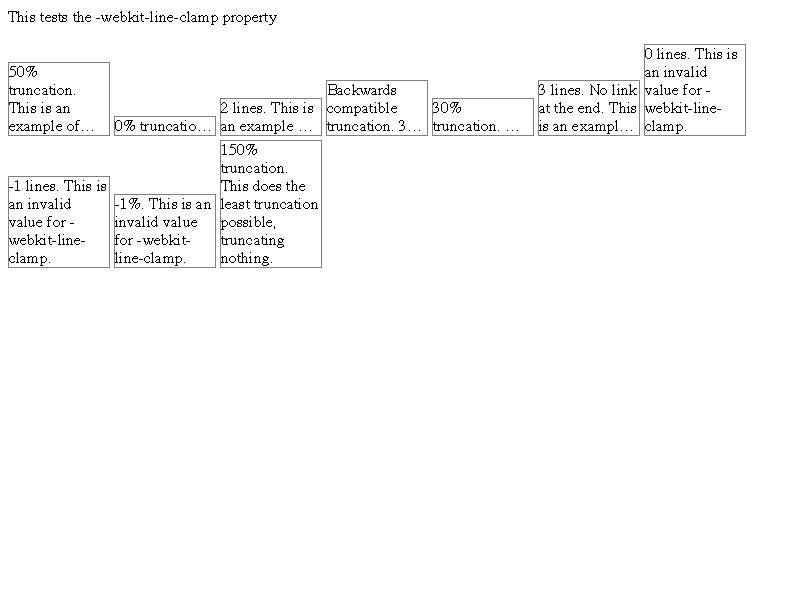 This tests the -webkit-line-clamp property
50%
truncation.
This is an
example of…
0% truncatio…
2 lines. This is
an example …
Backwards
compatible
truncation. 3…
30%
truncation. …
3 lines. No link
at the end. This
is an exampl…
0 lines. This is
an invalid
value for -
webkit-line-
clamp.
-1 lines. This is
an invalid
value for -
webkit-line-
clamp.
-1%. This is an
invalid value
for -webkit-
line-clamp.
150%
truncation.
This does the
least truncation
possible,
truncating
nothing.